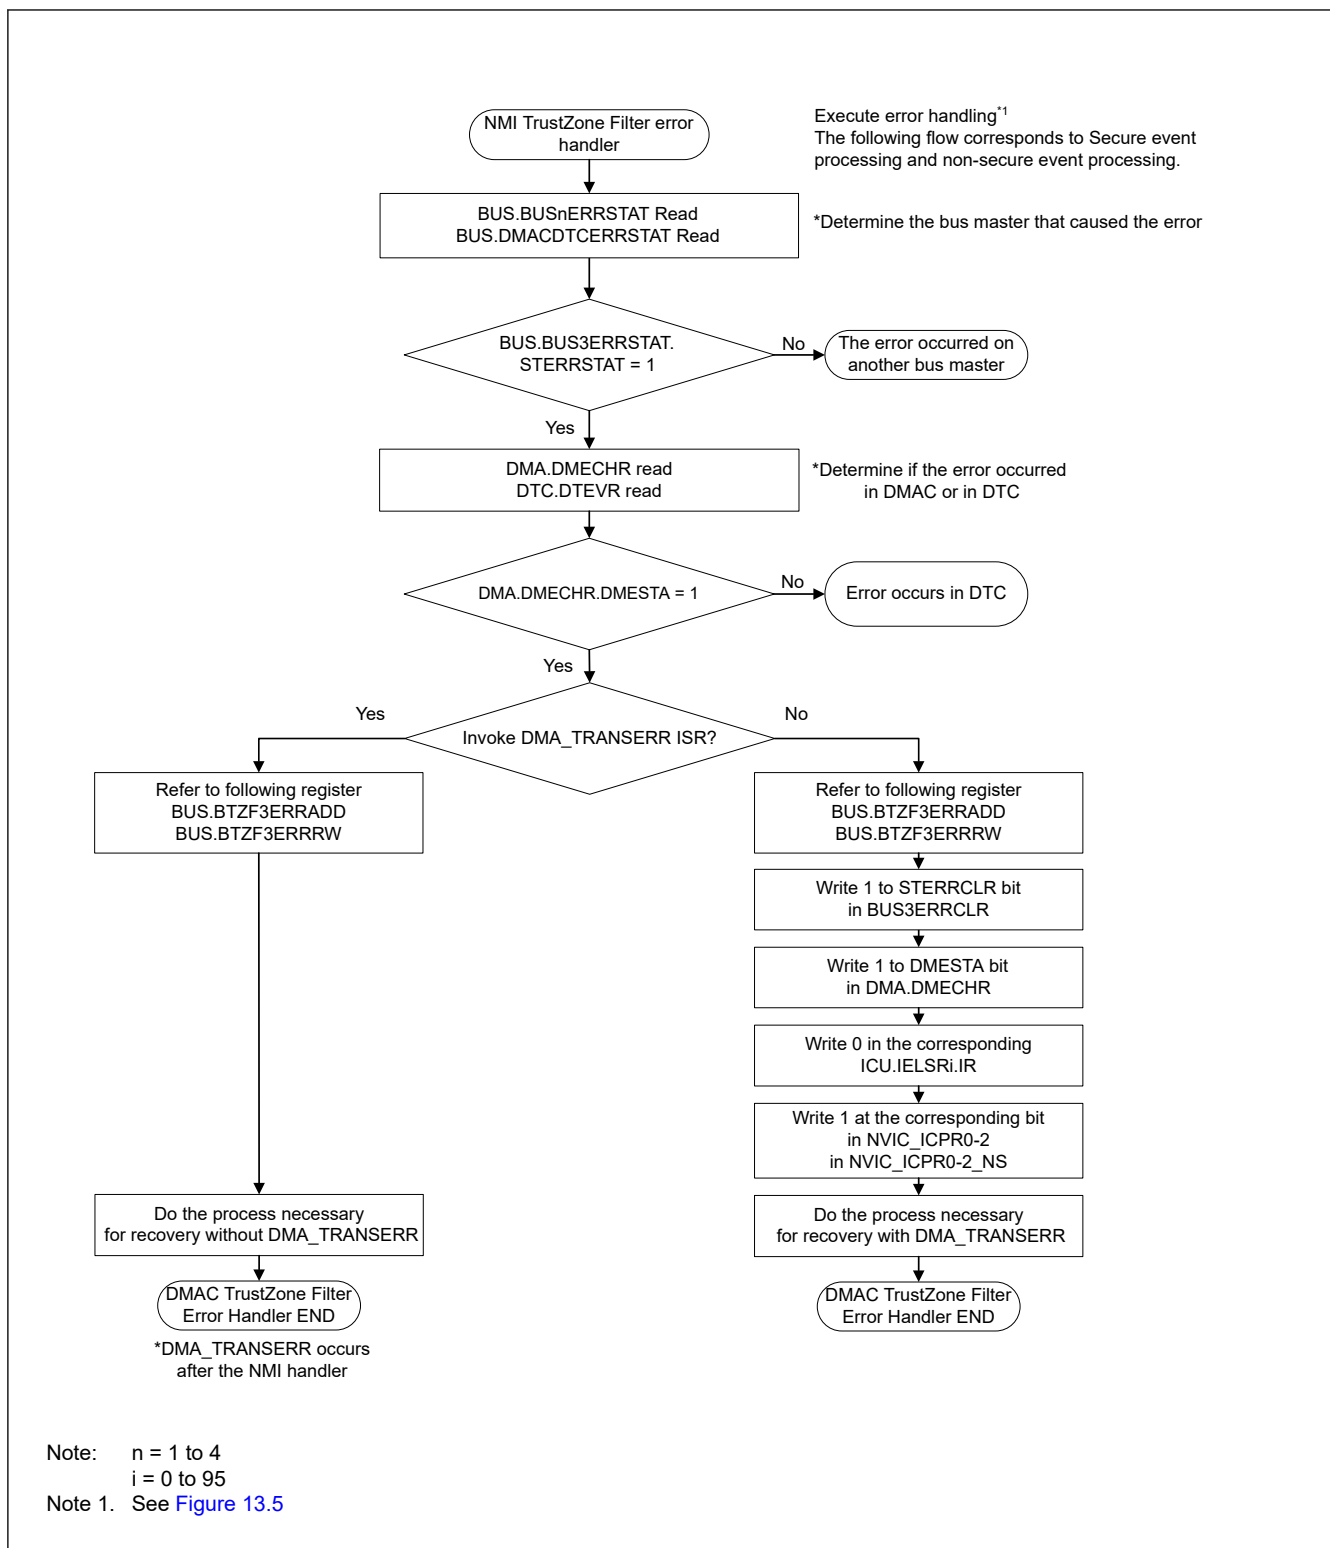 NMI TrustZone Filter error
handler
Execute error handling*1
The following flow corresponds to Secure event
processing and non-secure event processing.
BUS.BUSnERRSTAT Read
BUS.DMACDTCERRSTAT Read
*Determine the bus master that caused the error
BUS.BUS3ERRSTAT.
STERRSTAT = 1
No
The error occurred on
another bus master
Yes
DMA.DMECHR read
DTC.DTEVR read
*Determine if the error occurred
in DMAC or in DTC
DMA.DMECHR.DMESTA = 1
No
Error occurs in DTC
Yes
Invoke DMA_TRANSERR ISR?
Yes
No
Refer to following register
BUS.BTZF3ERRADD
BUS.BTZF3ERRRW
Refer to following register
BUS.BTZF3ERRADD
BUS.BTZF3ERRRW
Write 1 to STERRCLR bit
in BUS3ERRCLR
Write 1 to DMESTA bit
in DMA.DMECHR
Write 0 in the corresponding
ICU.IELSRi.IR
Write 1 at the corresponding bit
in NVIC_ICPR0-2
in NVIC_ICPR0-2_NS
Do the process necessary
for recovery without DMA_TRANSERR
Do the process necessary
for recovery with DMA_TRANSERR
DMAC TrustZone Filter
Error Handler END
DMAC TrustZone Filter
Error Handler END
*DMA_TRANSERR occurs
after the NMI handler
Note: n = 1 to 4
i = 0 to 95
Note 1. See Figure 13.5